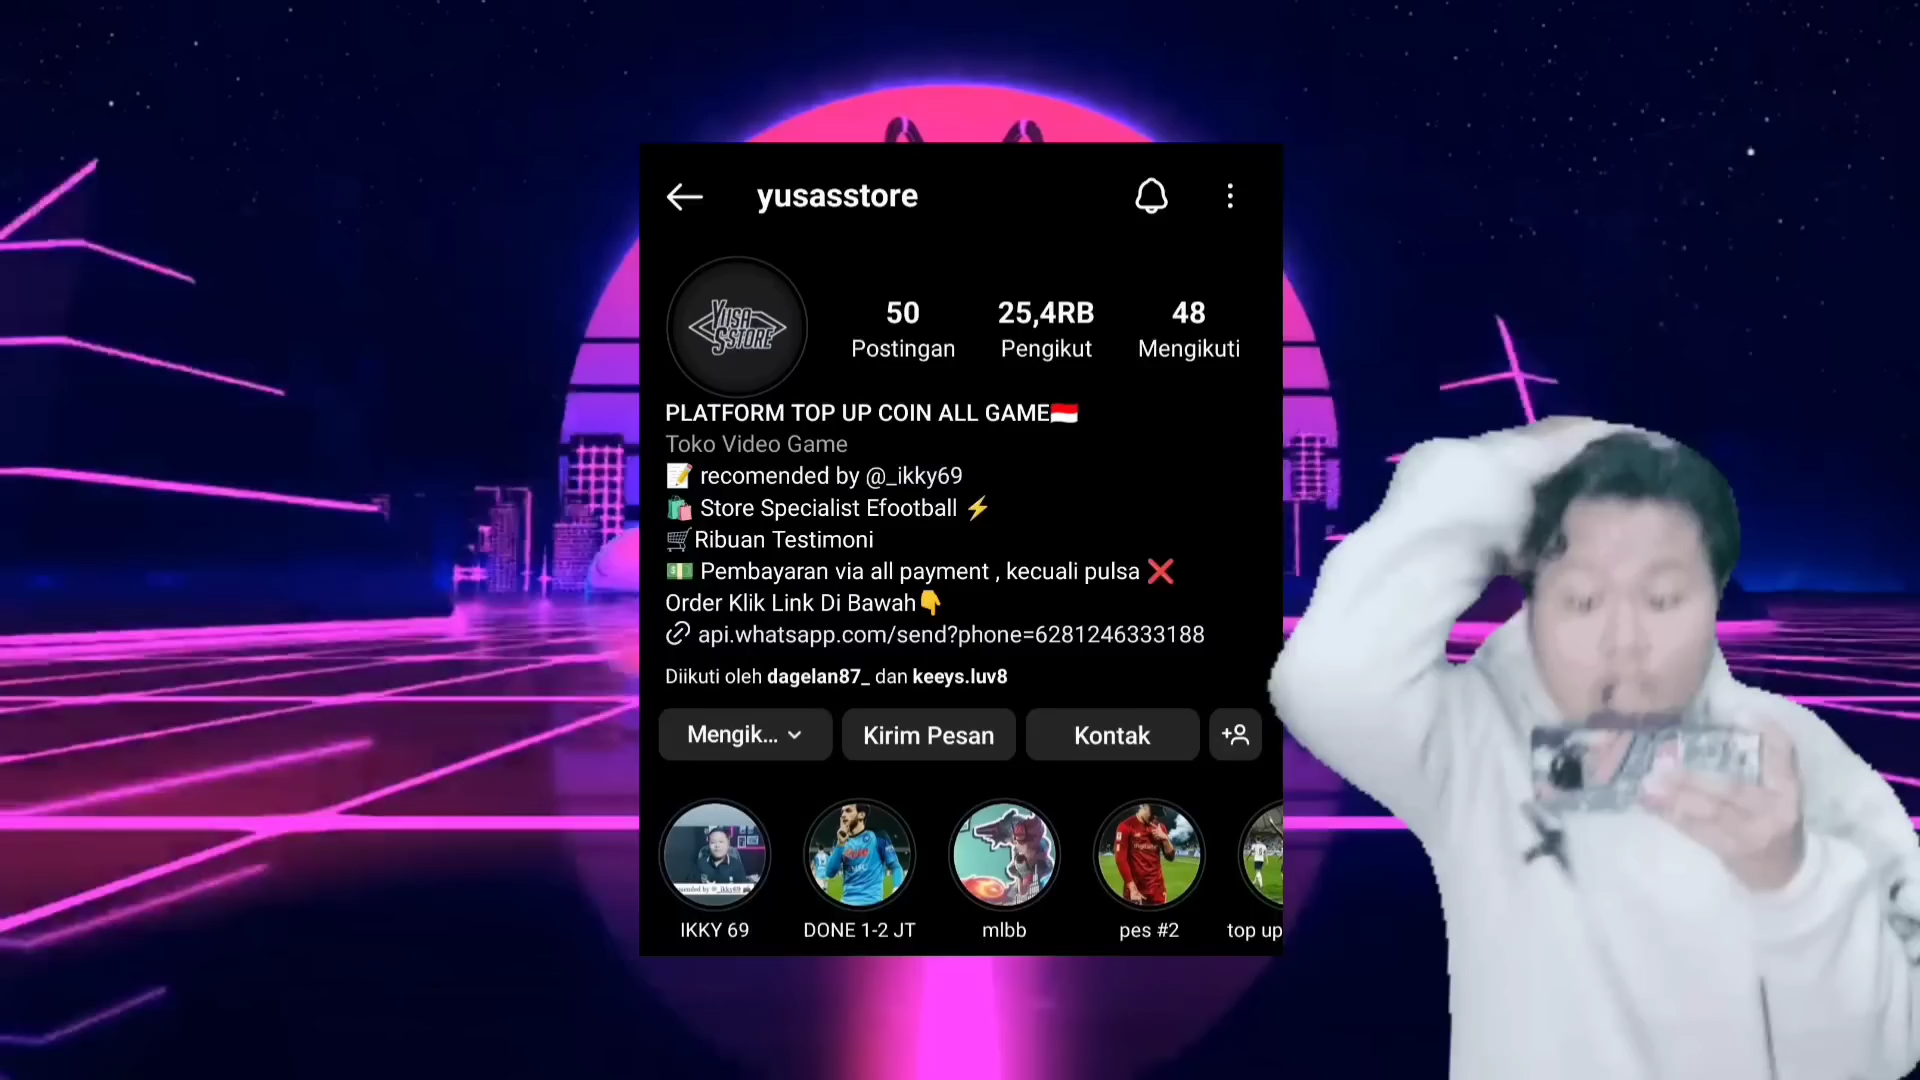 yusasstore
YUSA
SSTORE
50
25,4RB
48
Postingan
Pengikut
Mengikuti
PLATFORM TOP UP COIN ALL GAME🇮🇩
Toko Video Game
📝 recomended by @_ikky69
🛍️ Store Specialist Efootball ⚡
🛒Ribuan Testimoni
💵 Pembayaran via all payment , kecuali pulsa ❌
Order Klik Link Di Bawah👇
api.whatsapp.com/send?phone=6281246333188
Diikuti oleh dagelan87_ dan keeys.luv8
Mengik...
Kirim Pesan
Kontak
IKKY 69
DONE 1-2 JT
mlbb
pes #2
top up